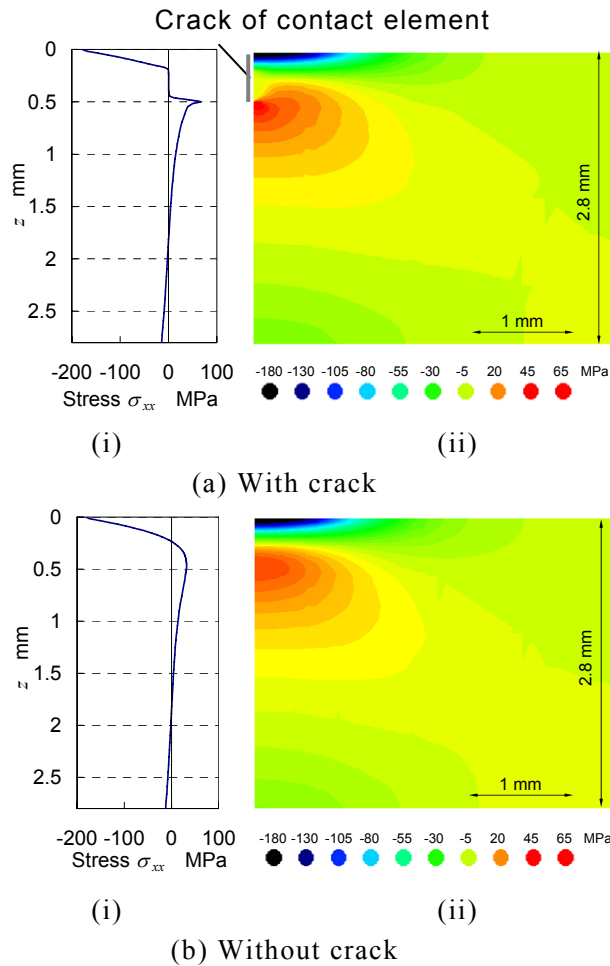 Crack of contact element
0
0.5
1
1.5
2
2.5
z mm
-200 -100 0 100
Stress σxx MPa
2.8 mm
1 mm
-180 -130 -105 -80 -55 -30 -5 20 45 65 MPa
(i) (ii)
(a) With crack
0
0.5
1
1.5
2
2.5
z mm
-200 -100 0 100
Stress σxx MPa
2.8 mm
1 mm
-180 -130 -105 -80 -55 -30 -5 20 45 65 MPa
(i) (ii)
(b) Without crack